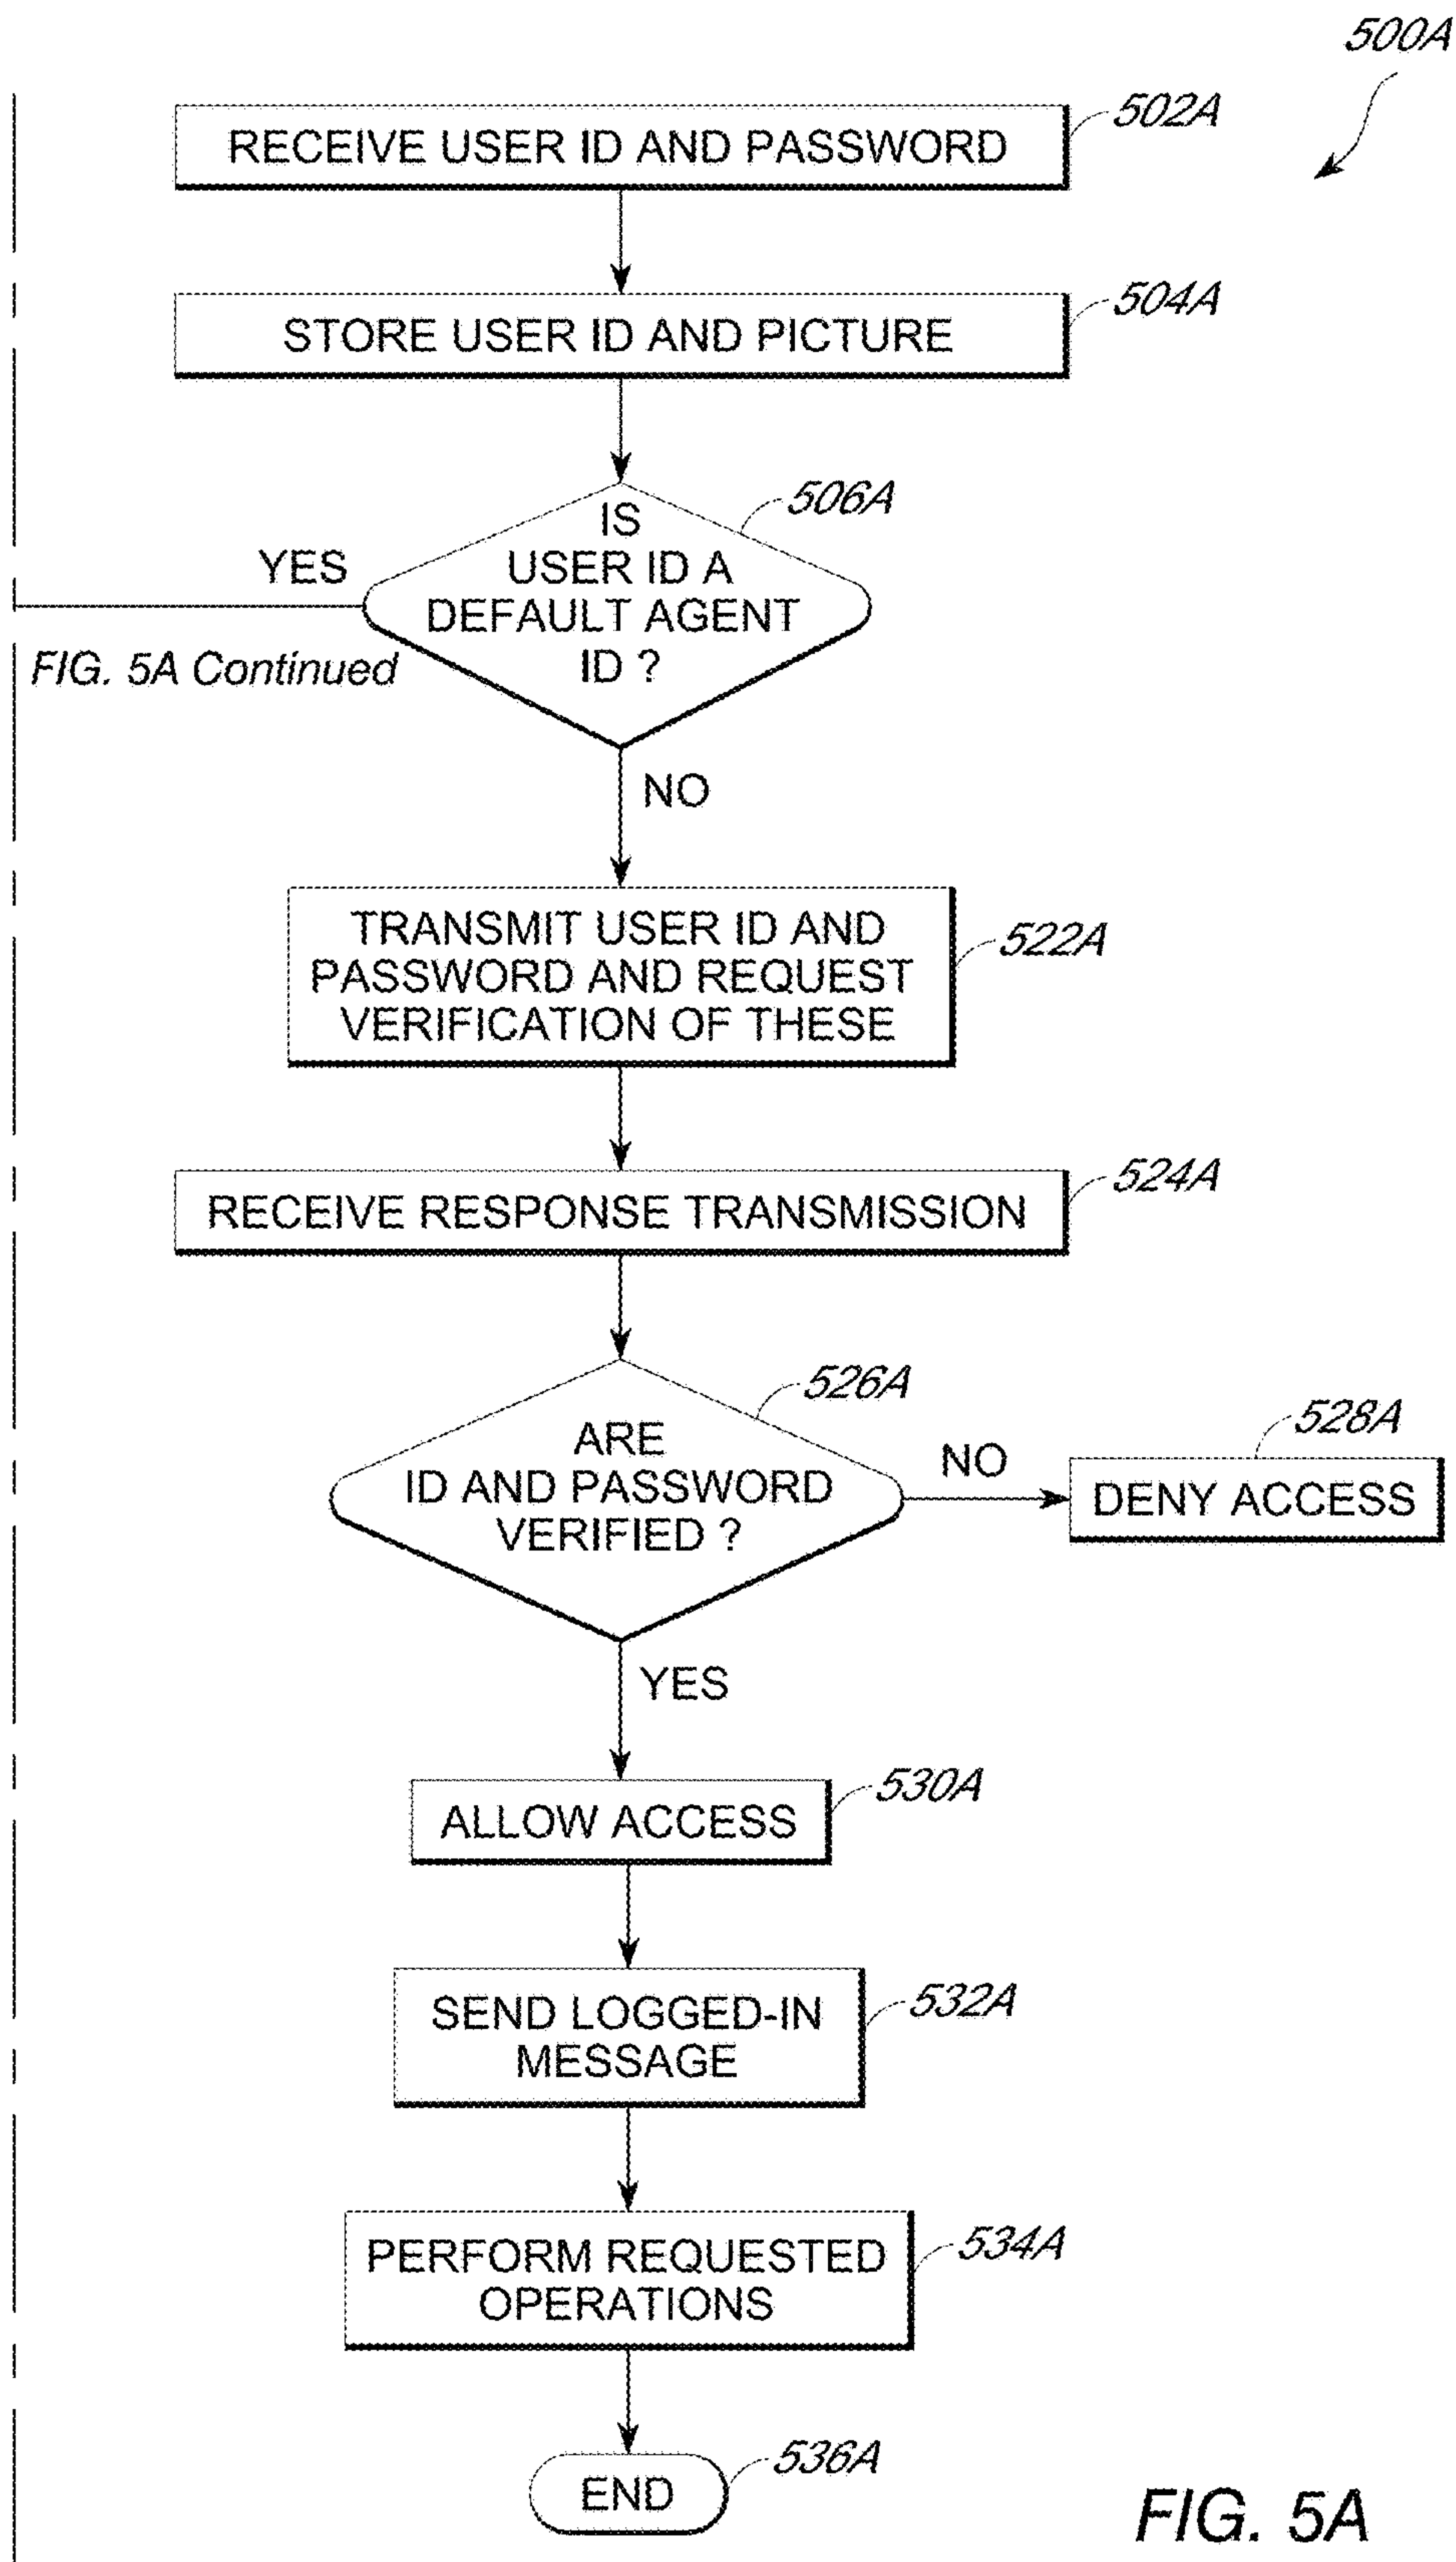 500A
RECEIVE USER ID AND PASSWORD
502A
STORE USER ID AND PICTURE
504A
506A
IS
USER ID A
DEFAULT AGENT
ID ?
YES
FIG. 5A Continued
NO
TRANSMIT USER ID AND
PASSWORD AND REQUEST
VERIFICATION OF THESE
522A
RECEIVE RESPONSE TRANSMISSION
524A
526A
ARE
ID AND PASSWORD
VERIFIED ?
NO
528A
DENY ACCESS
YES
ALLOW ACCESS
530A
SEND LOGGED-IN
MESSAGE
532A
PERFORM REQUESTED
OPERATIONS
534A
END
536A
FIG. 5A